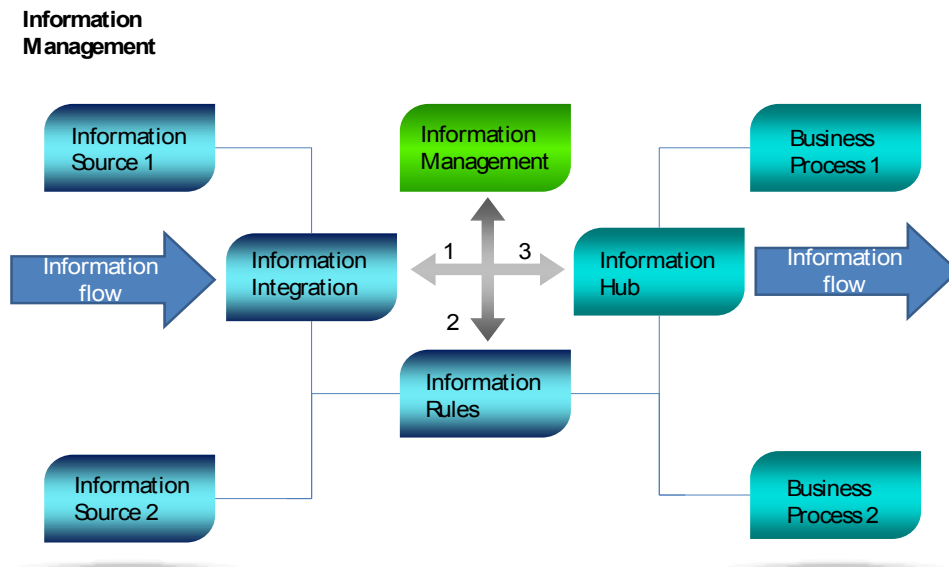 Information
Management
Information
Source 1
Information
Management
Business
Process 1
Information
flow
Information
Integration
1
3
Information
Hub
Information
flow
2
Information
Rules
Information
Source 2
Business
Process 2